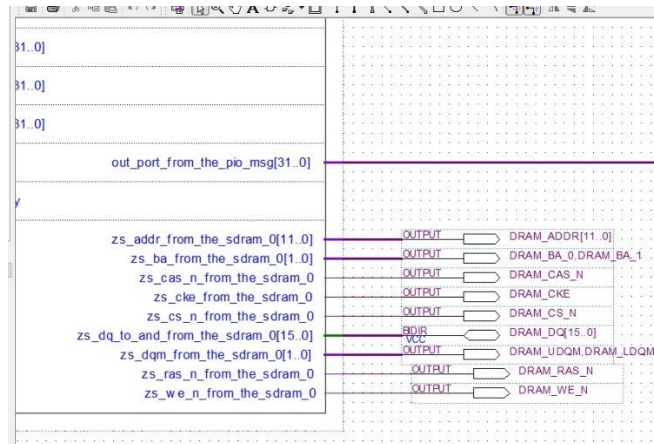 31..0]
31..0]
31..0]
out_port_from_the_pio_msg[31..0]
y
zs_addr_from_the_sdram_0[11..0] OUTPUT DRAM_ADDR[11..0]
zs_ba_from_the_sdram_0[1..0] OUTPUT DRAM_BA_0,DRAM_BA_1
zs_cas_n_from_the_sdram_0 OUTPUT DRAM_CAS_N
zs_cke_from_the_sdram_0 OUTPUT DRAM_CKE
zs_cs_n_from_the_sdram_0 OUTPUT DRAM_CS_N
zs_dq_to_and_from_the_sdram_0[15..0] BIDIR VCC DRAM_DQ[15..0]
zs_dqm_from_the_sdram_0[1..0] OUTPUT DRAM_UDQM,DRAM_LDQM
zs_ras_n_from_the_sdram_0 OUTPUT DRAM_RAS_N
zs_we_n_from_the_sdram_0 OUTPUT DRAM_WE_N